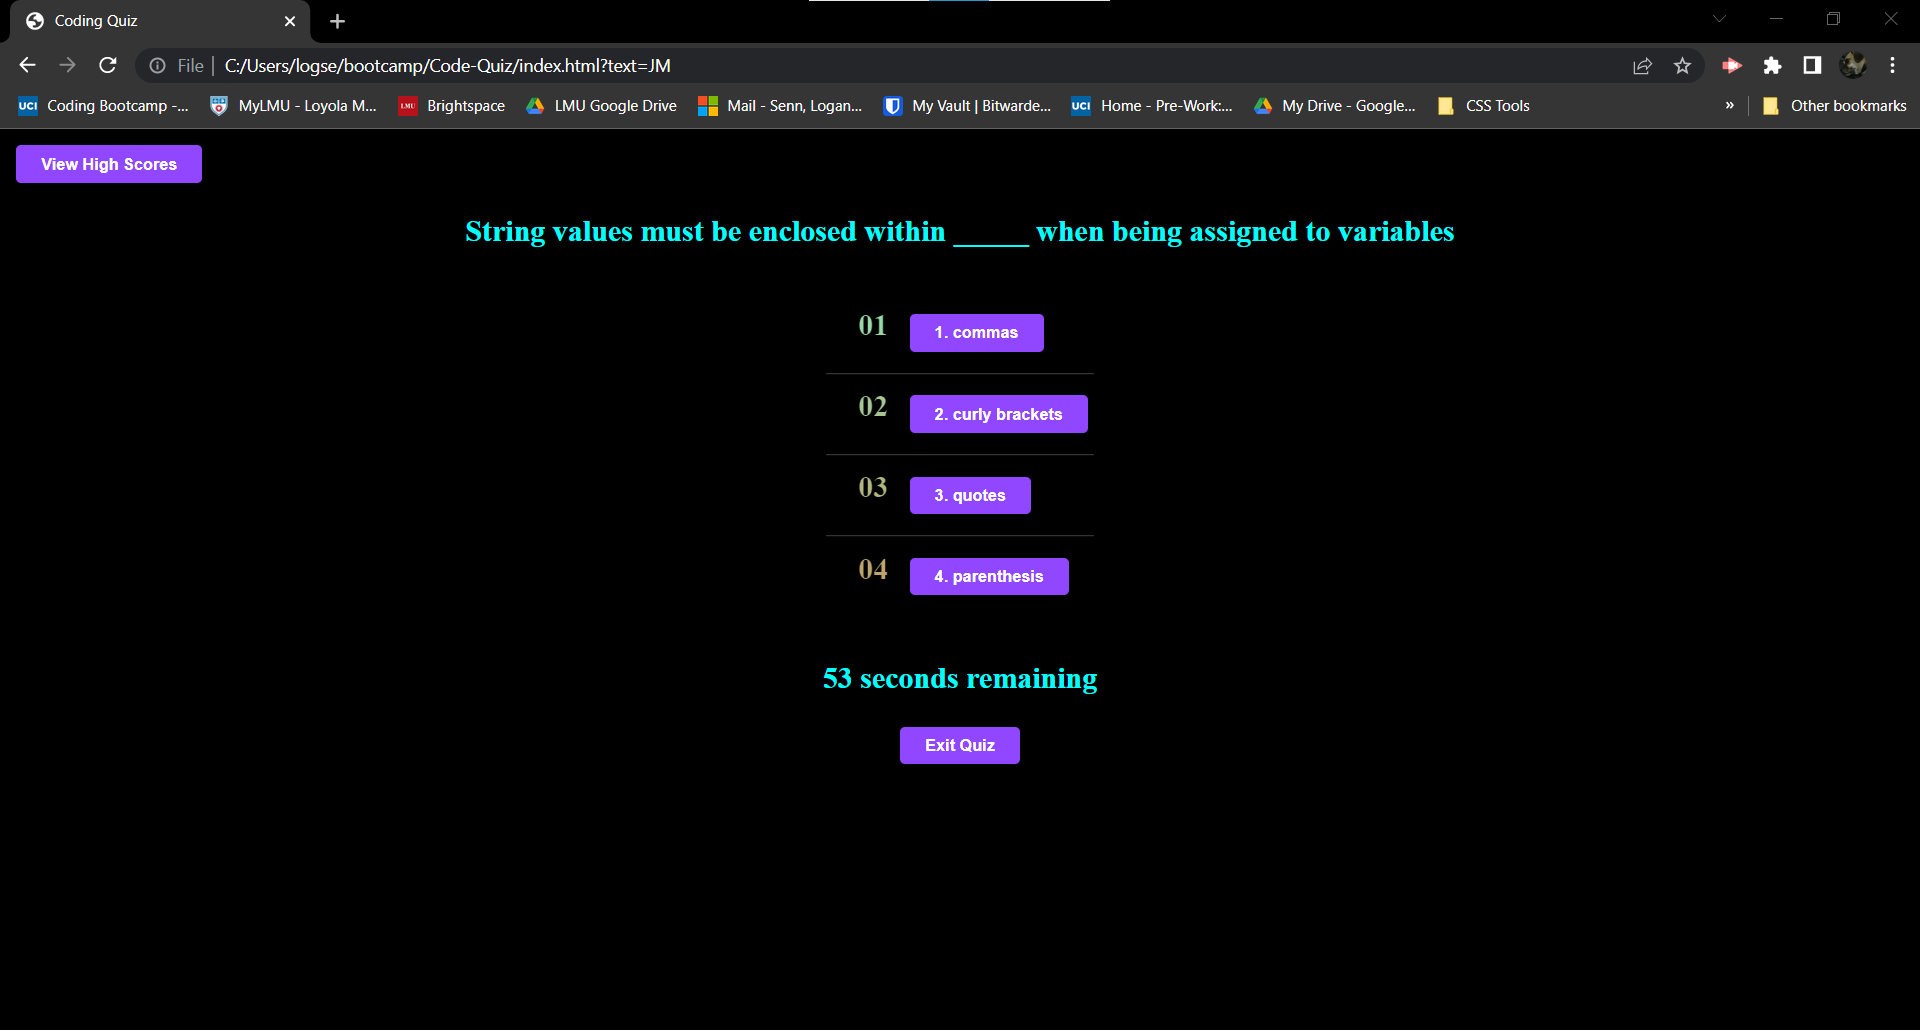 Coding Quiz
File | C:/Users/logse/bootcamp/Code-Quiz/index.html?text=JM
UCI Coding Bootcamp -... MyLMU - Loyola M... LMU Brightspace LMU Google Drive Mail - Senn, Logan... My Vault | Bitwarde... UCI Home - Pre-Work:... My Drive - Google... CSS Tools » Other bookmarks
View High Scores
String values must be enclosed within _____ when being assigned to variables
01 1. commas
02 2. curly brackets
03 3. quotes
04 4. parenthesis
53 seconds remaining
Exit Quiz